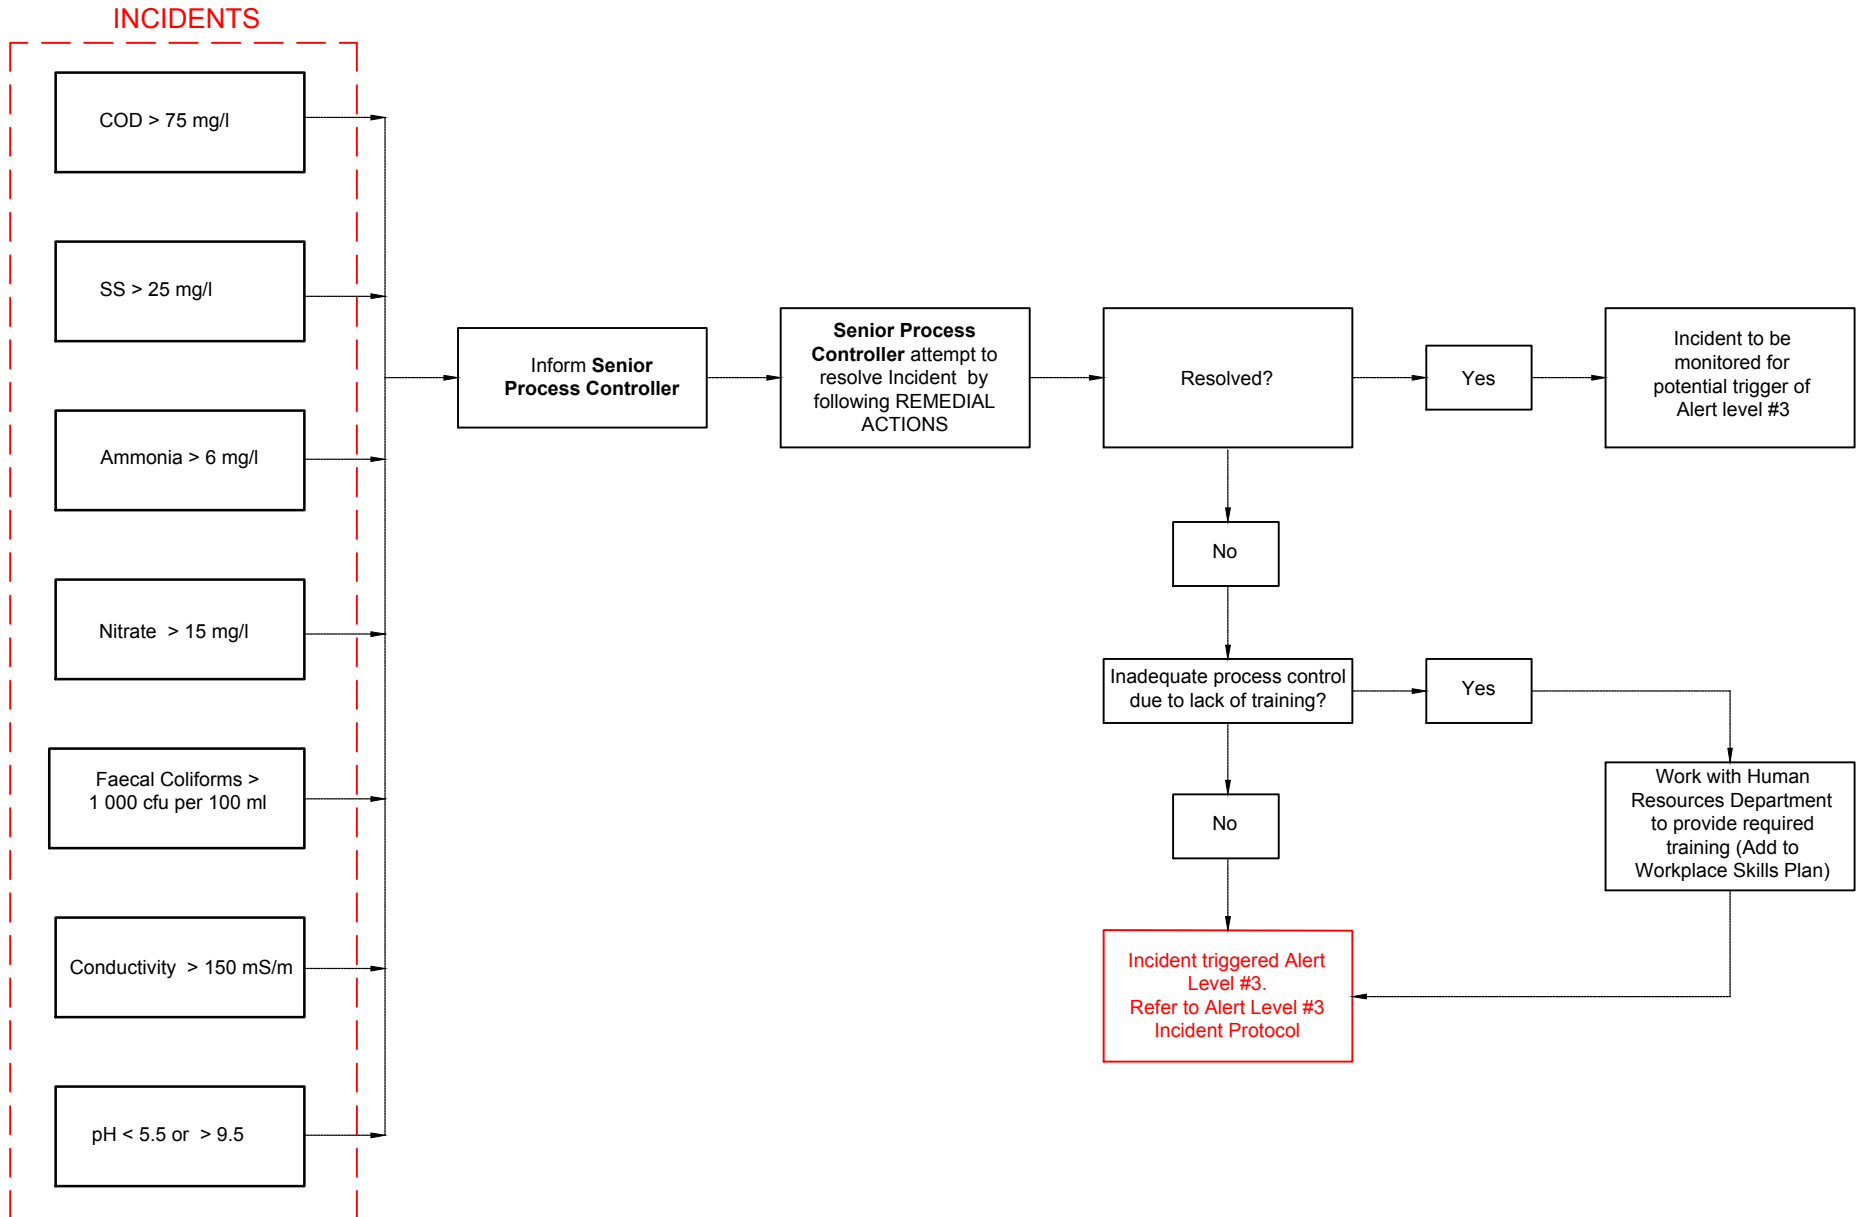 INCIDENTS
COD > 75 mg/l
SS > 25 mg/l
Ammonia > 6 mg/l
Nitrate > 15 mg/l
Faecal Coliforms >
1 000 cfu per 100 ml
Conductivity > 150 mS/m
pH < 5.5 or > 9.5
Inform Senior
Process Controller
Senior Process
Controller attempt to
resolve Incident by
following REMEDIAL
ACTIONS
Resolved?
Yes
Incident to be
monitored for
potential trigger of
Alert level #3
No
Inadequate process control
due to lack of training?
Yes
Work with Human
Resources Department
to provide required
training (Add to
Workplace Skills Plan)
No
Incident triggered Alert
Level #3.
Refer to Alert Level #3
Incident Protocol